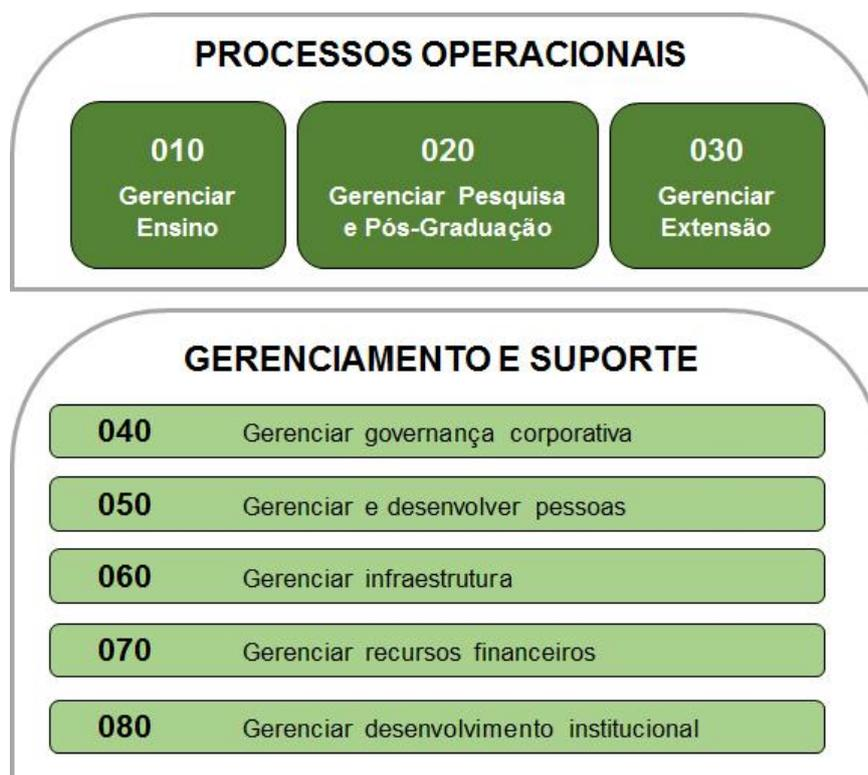 PROCESSOS OPERACIONAIS
010
Gerenciar
Ensino
020
Gerenciar Pesquisa
e Pós-Graduação
030
Gerenciar
Extensão
GERENCIAMENTO E SUPORTE
040 Gerenciar governança corporativa
050 Gerenciar e desenvolver pessoas
060 Gerenciar infraestrutura
070 Gerenciar recursos financeiros
080 Gerenciar desenvolvimento institucional